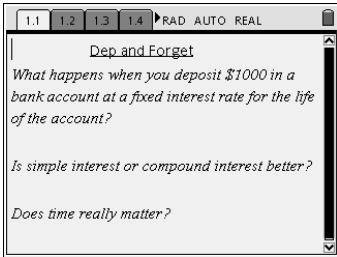 1.1 1.2 1.3 1.4 RAD AUTO REAL
Dep and Forget
What happens when you deposit $1000 in a
bank account at a fixed interest rate for the life
of the account?
Is simple interest or compound interest better?
Does time really matter?